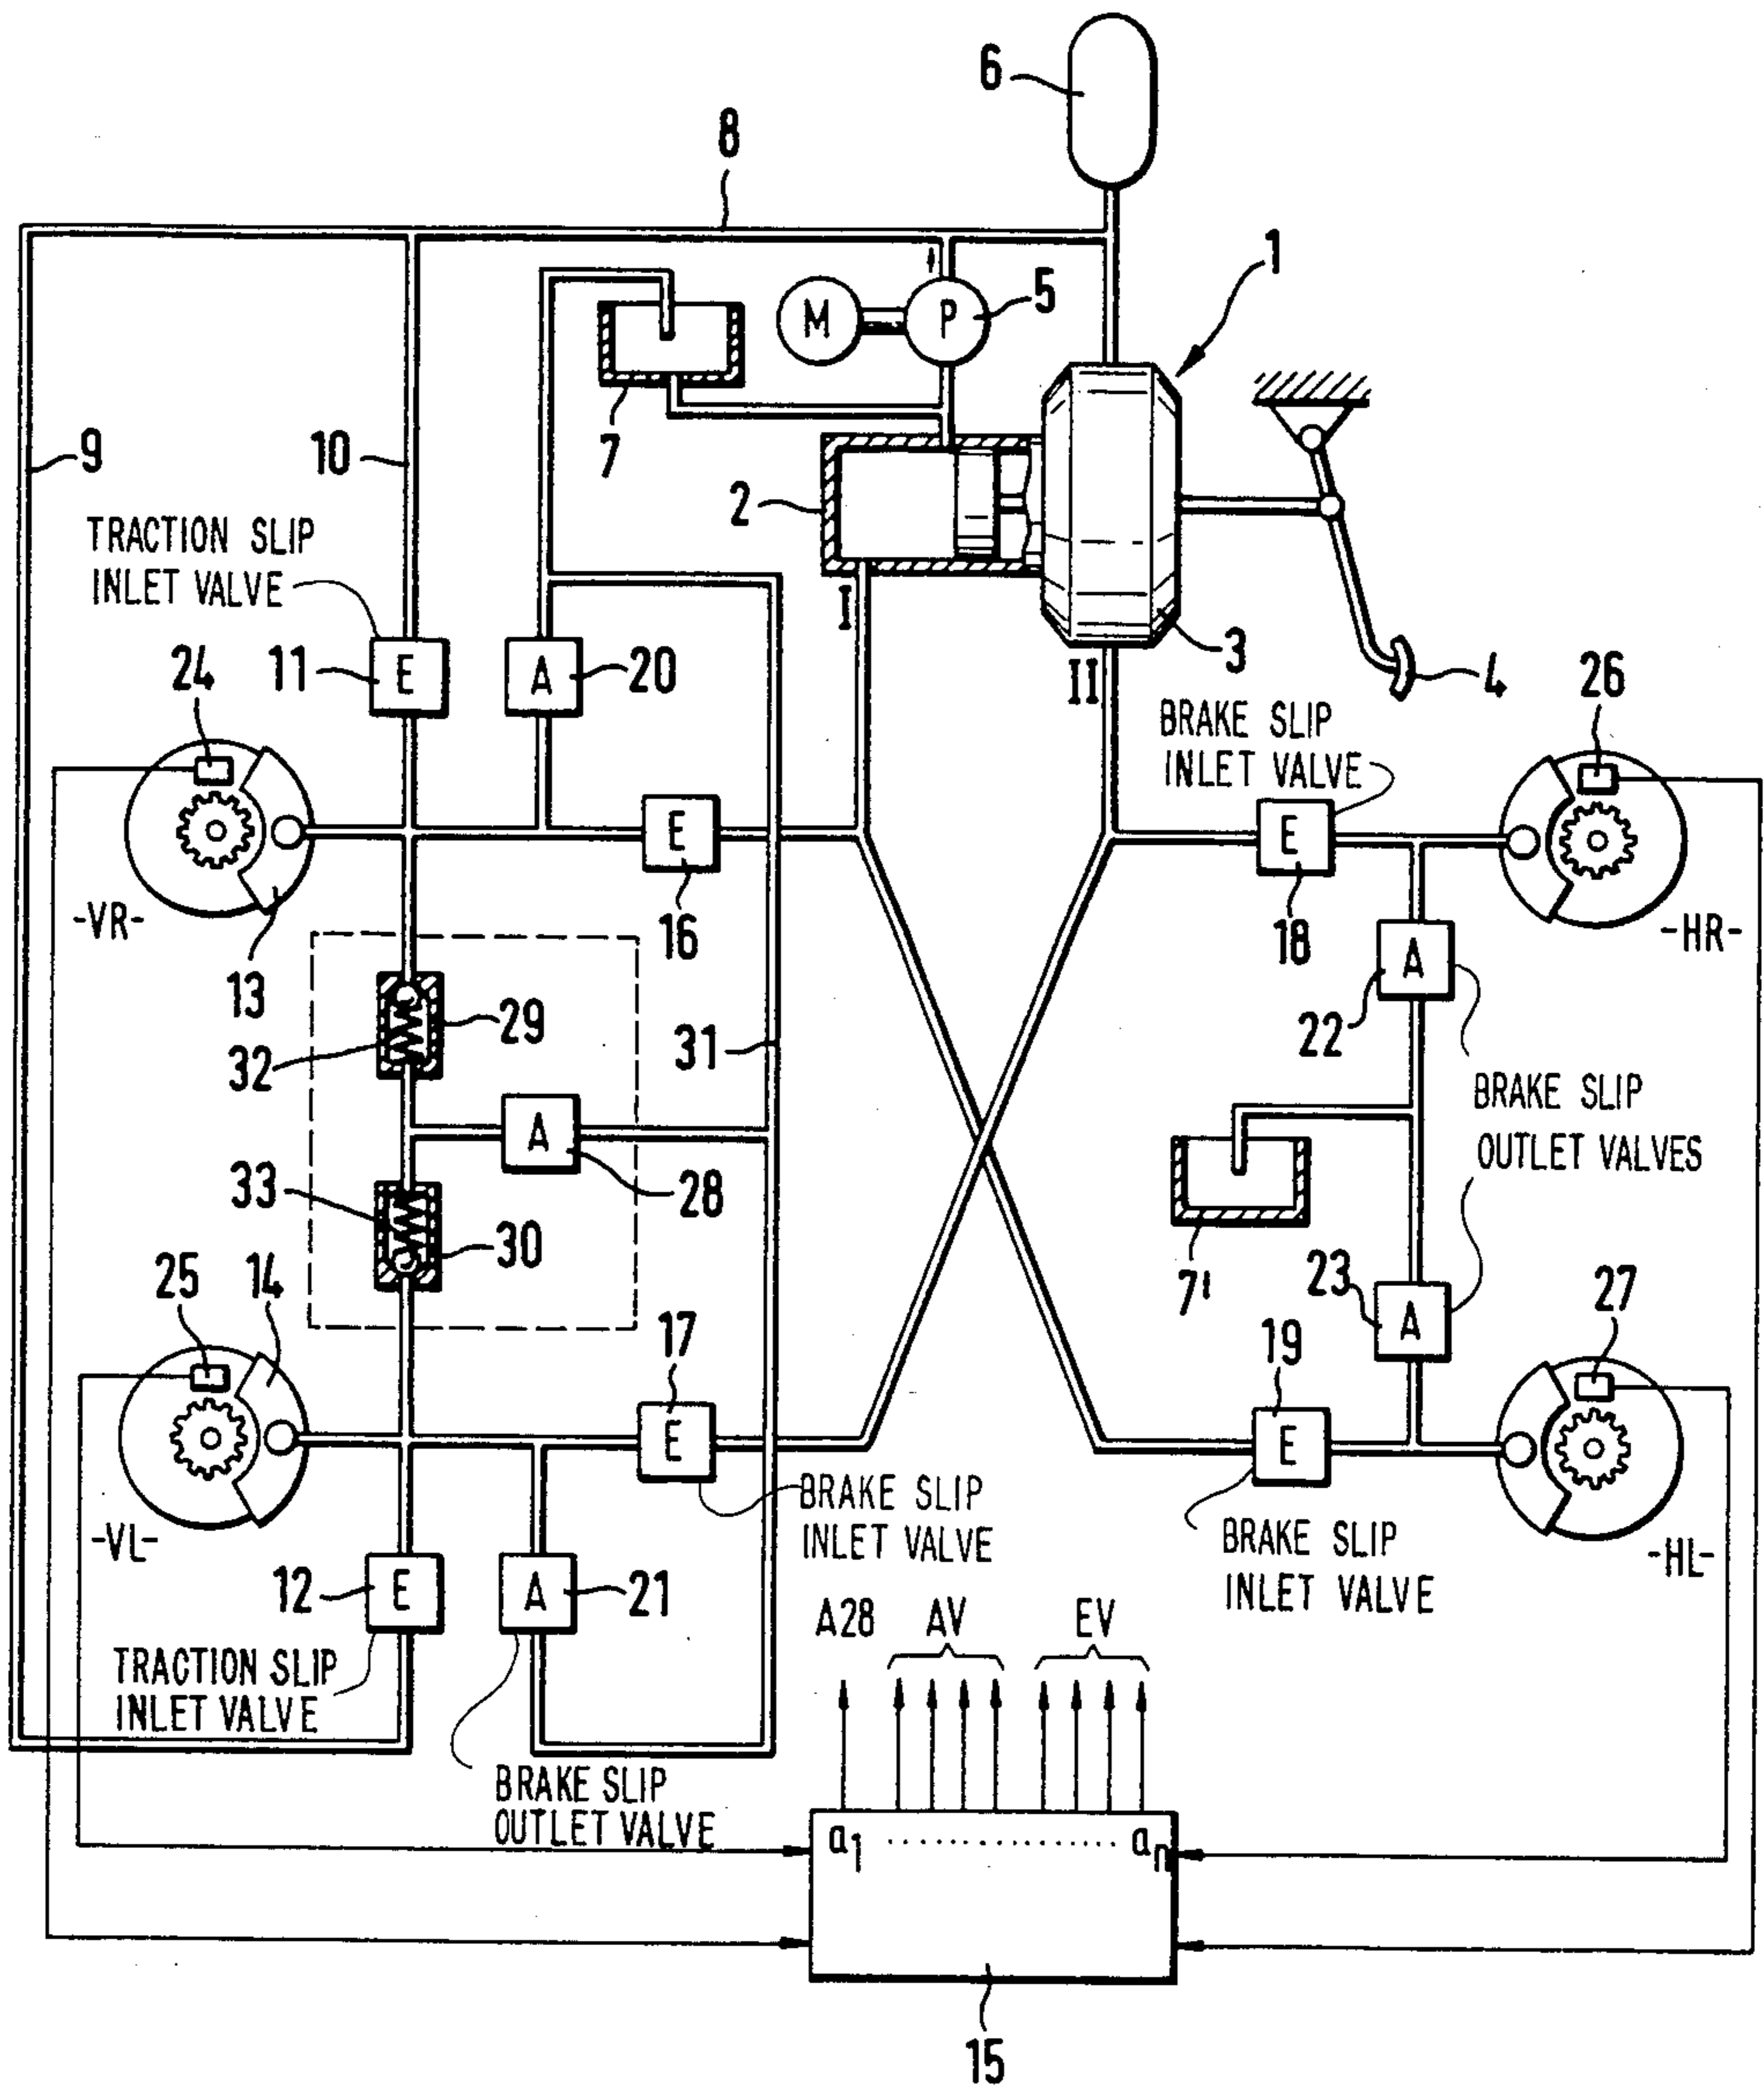 6
8
1
M
P
5
7
9
10
2
TRACTION SLIP
INLET VALVE
I
11
E
A
20
3
II
4
24
26
BRAKE SLIP
INLET VALVE
E
16
E
18
-VR-
13
-HR-
A
22
29
32
31
A
28
BRAKE SLIP
OUTLET VALVES
33
30
7'
23
A
25
14
17
E
19
E
27
-VL-
-HL-
BRAKE SLIP
INLET VALVE
BRAKE SLIP
INLET VALVE
12
E
A
21
A28
AV
EV
TRACTION SLIP
INLET VALVE
BRAKE SLIP
OUTLET VALVE
a1 .............. an
15